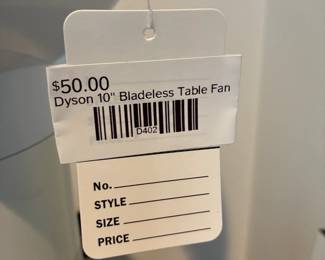 $50.00
Dyson 10" Bladeless Table Fan
D402
No.
STYLE
SIZE
PRICE